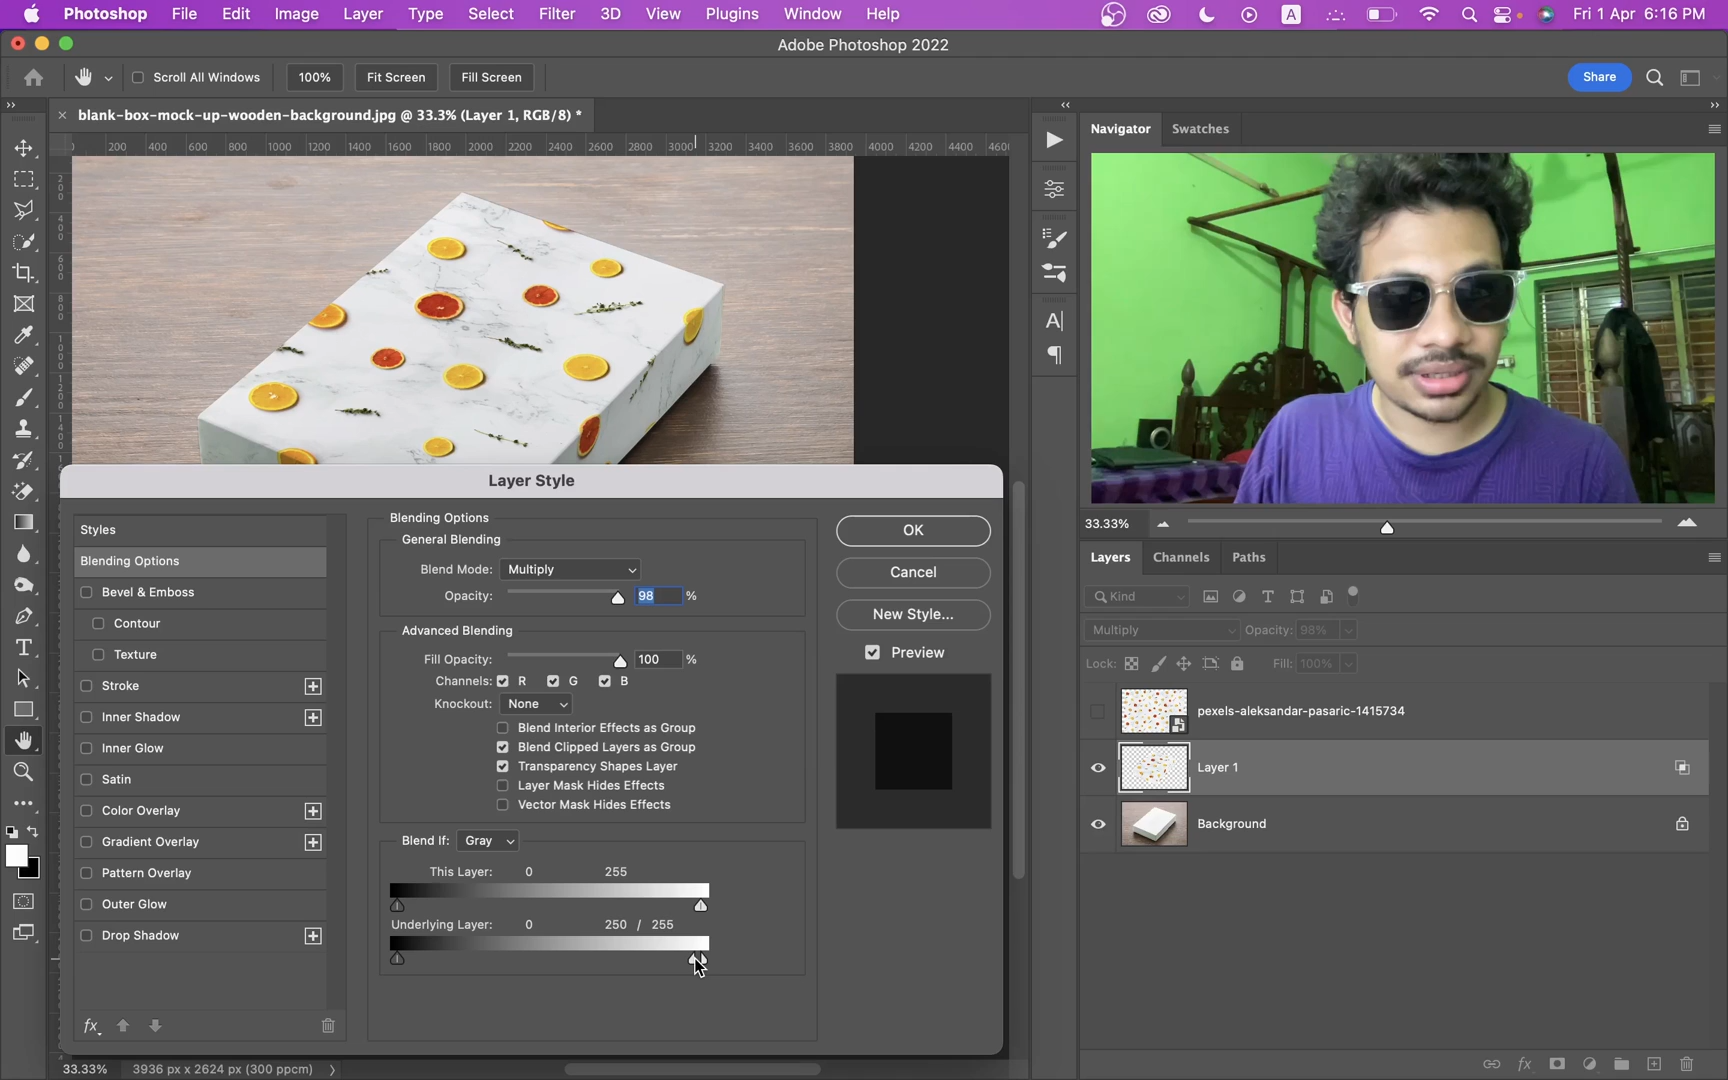 Photoshop File Edit Image Layer Type Select Filter 3D View Plugins Window Help A Fri 1 Apr 6:16 PM
Adobe Photoshop 2022
Scroll All Windows 100% Fit Screen Fill Screen Share
blank-box-mock-up-wooden-background.jpg @ 33.3% (Layer 1, RGB/8) *
200 400 600 800 1000 1200 1400 1600 1800 2000 2200 2400 2600 2800 3000 3200 3400 3600 3800 4000 4200 4400
Navigator Swatches
33.33%
Layer Style
Styles
Blending Options
Bevel & Emboss
Contour
Texture
Stroke
Inner Shadow
Inner Glow
Satin
Color Overlay
Gradient Overlay
Pattern Overlay
Outer Glow
Drop Shadow
fx
Blending Options
General Blending
Blend Mode: Multiply
Opacity: 98 %
Advanced Blending
Fill Opacity: 100 %
Channels: R G B
Knockout: None
Blend Interior Effects as Group
Blend Clipped Layers as Group
Transparency Shapes Layer
Layer Mask Hides Effects
Vector Mask Hides Effects
Blend If: Gray
This Layer: 0 255
Underlying Layer: 0 250 / 255
OK
Cancel
New Style...
Preview
Layers Channels Paths
Kind
Multiply Opacity: 98%
Lock: Fill: 100%
pexels-aleksandar-pasaric-1415734
Layer 1
Background
fx
33.33% 3936 px x 2624 px (300 ppcm)